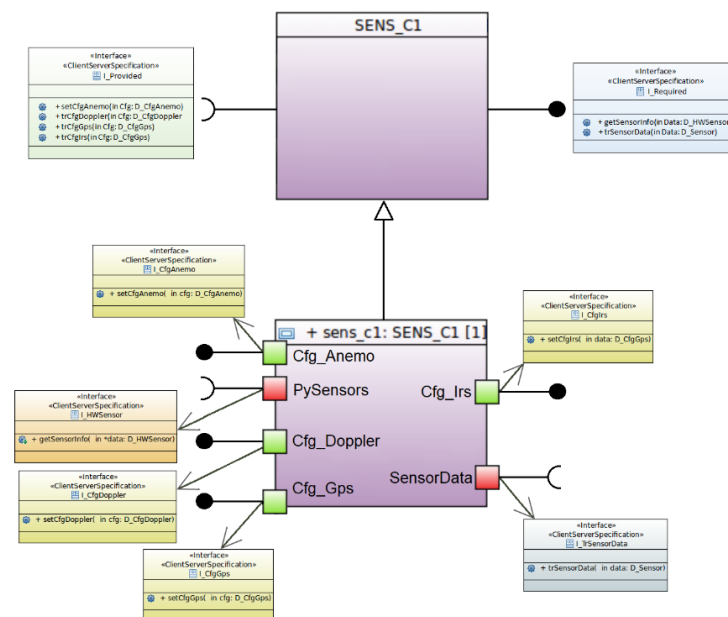 SENS_C1
«Interface»
«ClientServerSpecification»
I_Provided
+ setCfgAnemo(in Cfg: D_CfgAnemo)
+ trCfgDoppler(in Cfg: D_CfgDoppler
+ trCfgGps(in Cfg: D_CfgGps)
+ trCfgIrs(in Cfg: D_CfgGps)
«Interface»
«ClientServerSpecification»
I_Required
+ getSensorInfo(in Data: D_HWSensor
+ trSensorData(in Data: D_Sensor)
«Interface»
«ClientServerSpecification»
I_CfgAnemo
+ setCfgAnemo( in cfg: D_CfgAnemo)
«Interface»
«ClientServerSpecification»
I_CfgIrs
+ setCfgIrs( in data: D_CfgGps)
+ sens_c1: SENS_C1 [1]
Cfg_Anemo
PySensors
Cfg_Irs
Cfg_Doppler
SensorData
Cfg_Gps
«Interface»
«ClientServerSpecification»
I_HWSensor
+ getSensorInfo( in *data: D_HWSensor)
«Interface»
«ClientServerSpecification»
I_CfgDoppler
+ setCfgDoppler( in cfg: D_CfgDoppler)
«Interface»
«ClientServerSpecification»
I_TrSensorData
+ trSensorData( in data: D_Sensor)
«Interface»
«ClientServerSpecification»
I_CfgGps
+ setCfgGps( in cfg: D_CfgGps)